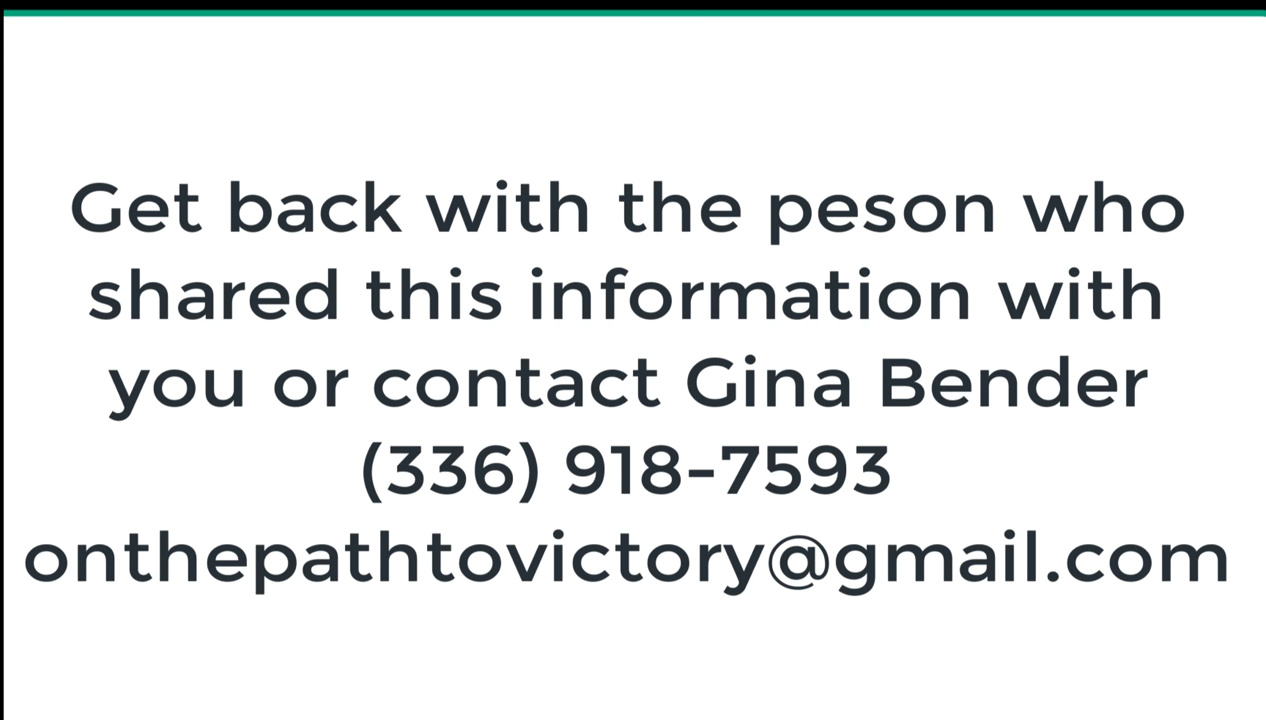 Get back with the peson who
shared this information with
you or contact Gina Bender
(336) 918-7593
onthepathtovictory@gmail.com